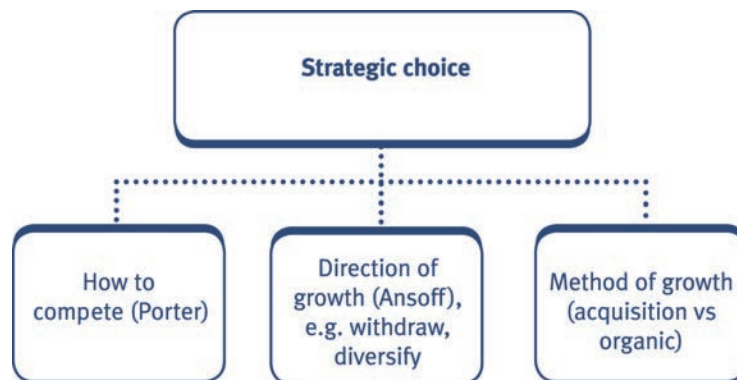 Strategic choice
How to
compete (Porter)
Direction of
growth (Ansoff),
e.g. withdraw,
diversify
Method of growth
(acquisition vs
organic)